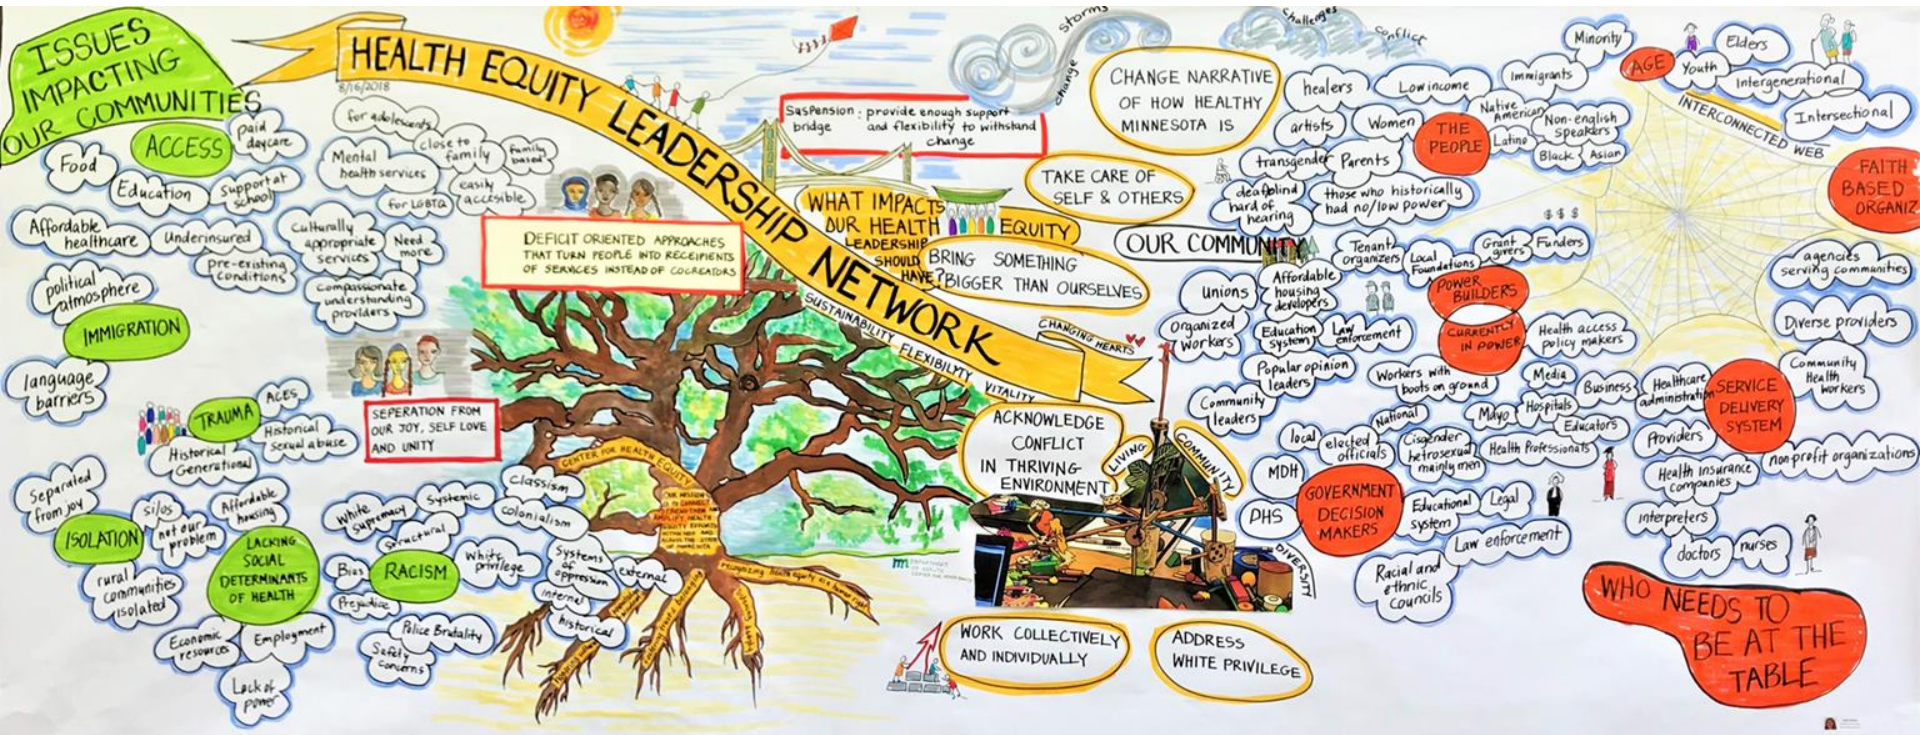 ISSUES
IMPACTING
OUR COMMUNITIES
ACCESS
paid
daycare
Food
Education
support at
school
Affordable
healthcare
Underinsured
pre-existing
conditions
Culturally
appropriate
services
Need
more
compassionate
understanding
providers
for adolescents
Mental
health services
close to
family
family
based
easily
accesible
for LGBTQ
political
atmosphere
IMMIGRATION
language
barriers
TRAUMA
ACES
Historical
sexual abuse
Historical
Generational
Separated
from joy
ISOLATION
silos
not our
problem
rural
communities
isolated
Affordable
housing
LACKING
SOCIAL
DETERMINANTS
OF HEALTH
Economic
resources
Employment
Lack of
power
White
Supremacy
Systemic
structural
Classism
colonialism
Bias
RACISM
White
privilege
Prejudice
Systems
of
oppression
external
internal
historical
Police Brutality
Safety
concerns
HEALTH EQUITY LEADERSHIP NETWORK
8/16/2018
DEFICIT ORIENTED APPROACHES
THAT TURN PEOPLE INTO RECEIPIENTS
OF SERVICES INSTEAD OF COCREATORS
SEPERATION FROM
OUR JOY, SELF LOVE
AND UNITY
Suspension : provide enough support
bridge and flexibility to withstand
change
WHAT IMPACTS
OUR HEALTH EQUITY
LEADERSHIP
SHOULD
HAVE?
BRING SOMETHING
BIGGER THAN OURSELVES
SUSTAINABILITY FLEXIBILITY VITALITY
CHANGING HEARTS
CENTER FOR HEALTH EQUITY
recognizing health equity is a human right
change
storms
challenges
conflict
CHANGE NARRATIVE
OF HOW HEALTHY
MINNESOTA IS
TAKE CARE OF
SELF & OTHERS
OUR COMMUNITY
ACKNOWLEDGE
CONFLICT
IN THRIVING
ENVIRONMENT
LIVING
COMMUNITY
DIVERSITY
WORK COLLECTIVELY
AND INDIVIDUALLY
ADDRESS
WHITE PRIVILEGE
healers
Low income
Immigrants
Minority
artists
Women
THE
PEOPLE
Native
American
Latino
Non-english
speakers
Black
Asian
transgender
Parents
deafblind
hard of
hearing
those who historically
had no/low power
AGE
Youth
Elders
Intergenerational
Intersectional
INTERCONNECTED WEB
FAITH
BASED
ORGANIZ
$ $ $
Tenant
organizers
Local
Foundations
Grant
givers
Funders
POWER
BUILDERS
CURRENTLY
IN POWER
unions
Affordable
housing
developers
organized
workers
Education
system
Law
enforcement
Popular opinion
leaders
Community
leaders
Workers with
boots on ground
Health access
policy makers
Media
Business
Mayo
Hospitals
Educators
Healthcare
administration
SERVICE
DELIVERY
SYSTEM
agencies
serving communities
Diverse providers
Community
Health
workers
Providers
non-profit organizations
Health Insurance
companies
interpreters
doctors
nurses
National
local
elected
officials
Cisgender
hetrosexual
mainly men
Health Professionals
MDH
DHS
GOVERNMENT
DECISION
MAKERS
Educational
system
Legal
Law enforcement
Racial and
ethnic
Councils
WHO NEEDS TO
BE AT THE
TABLE